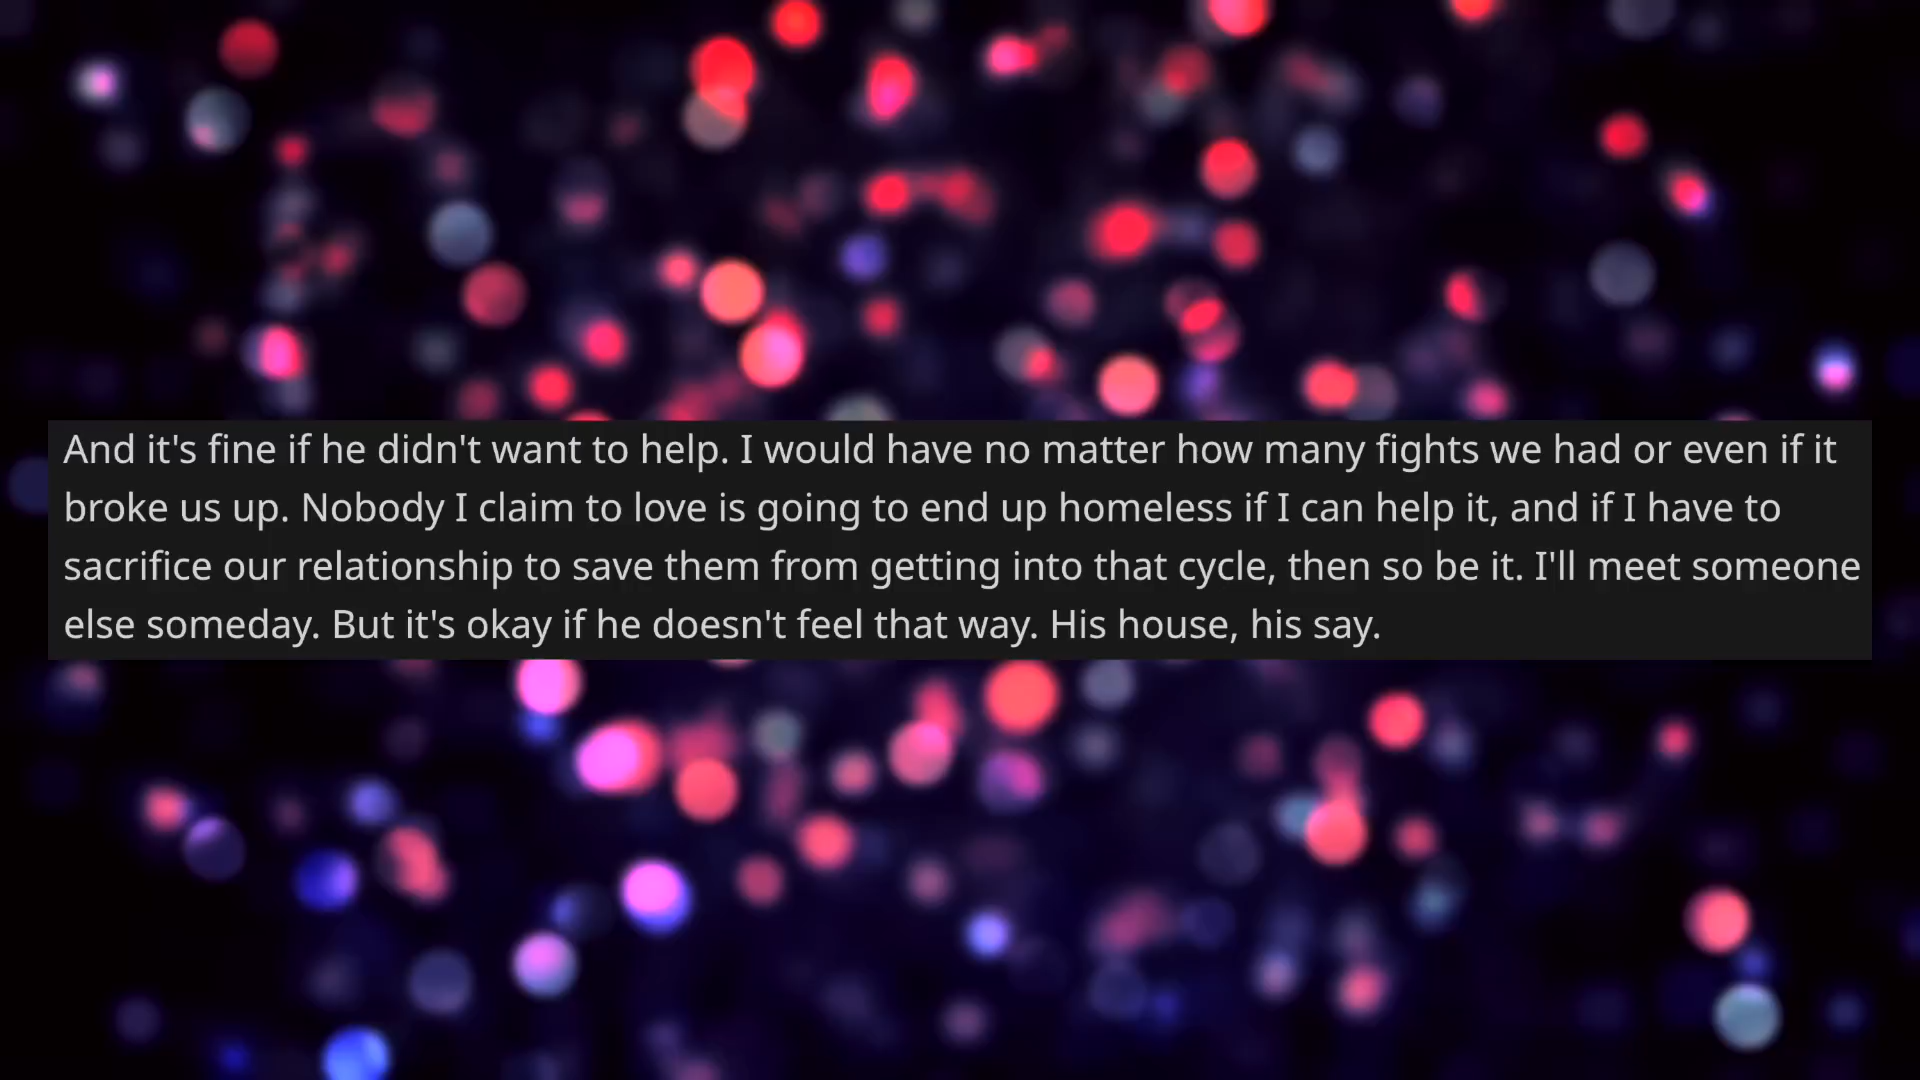 And it's fine if he didn't want to help. I would have no matter how many fights we had or even if it
broke us up. Nobody I claim to love is going to end up homeless if I can help it, and if I have to
sacrifice our relationship to save them from getting into that cycle, then so be it. I'll meet someone
else someday. But it's okay if he doesn't feel that way. His house, his say.